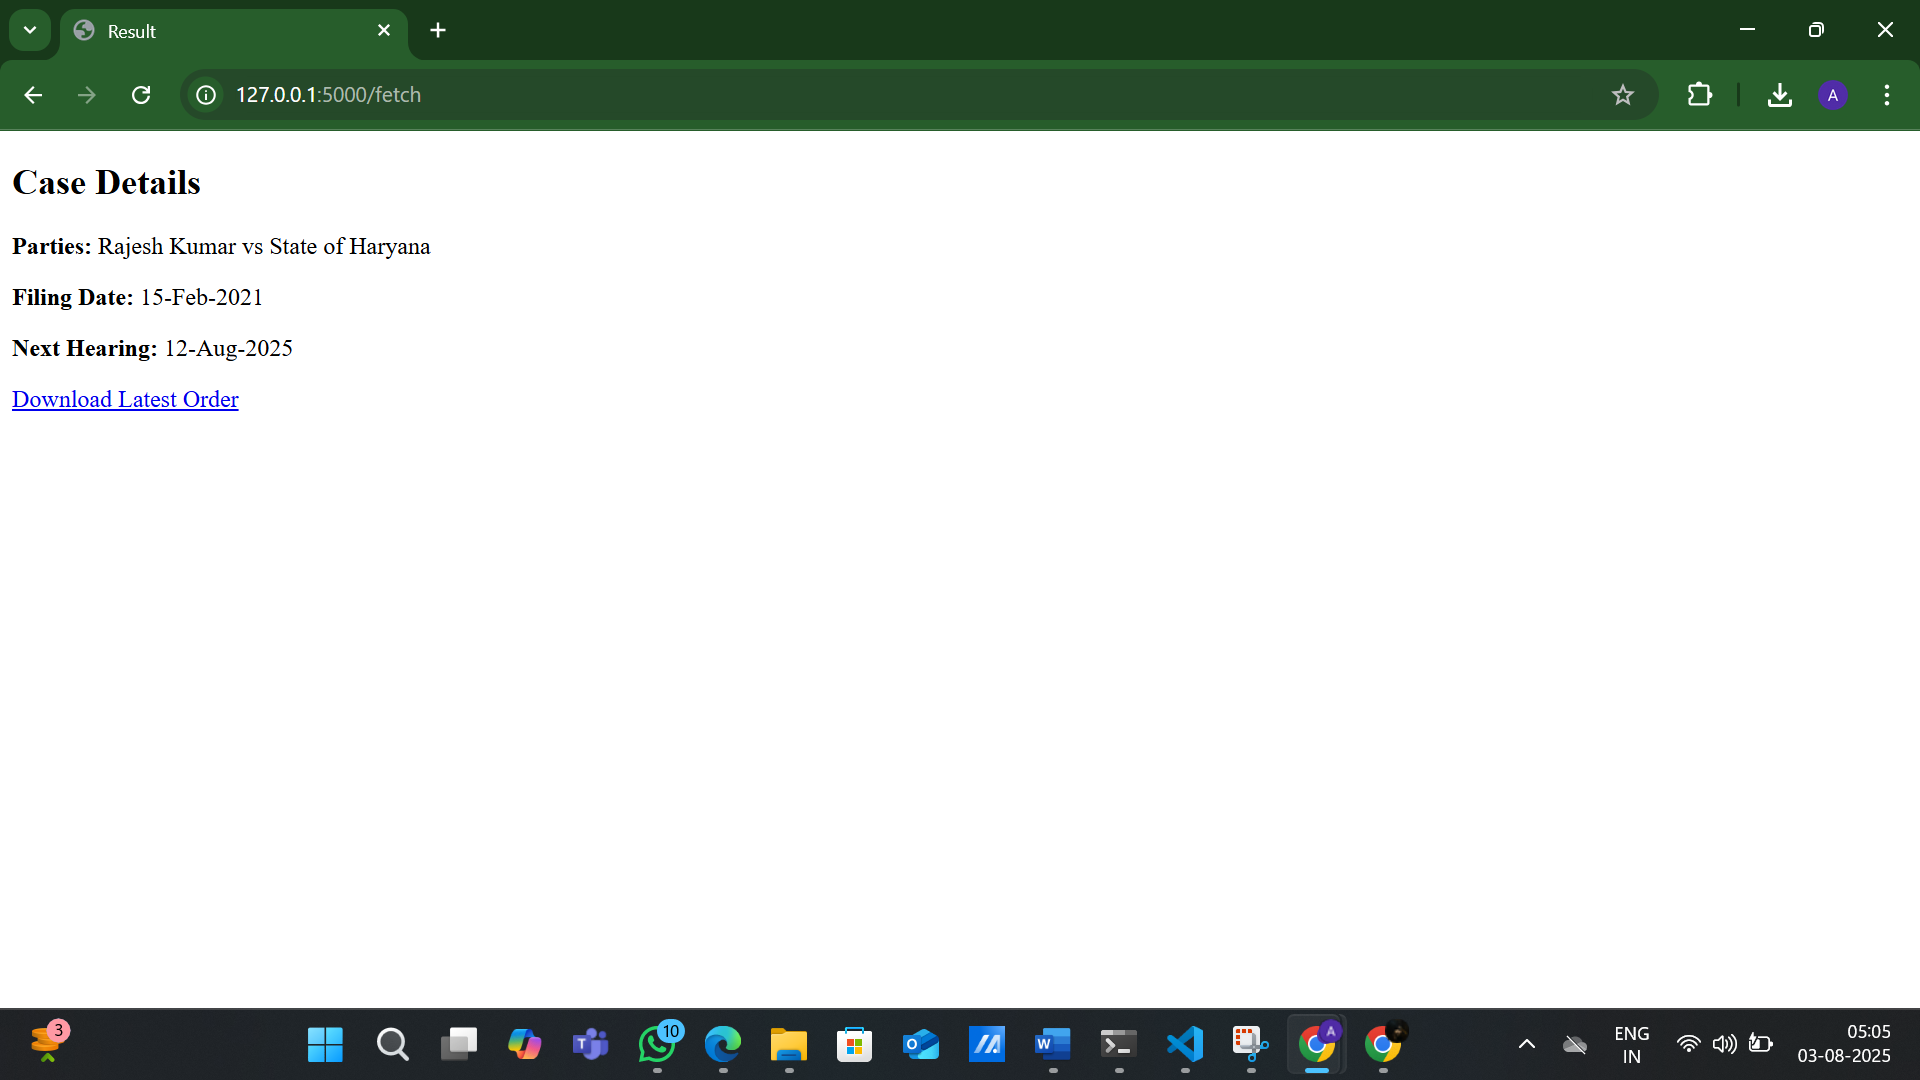 Result
127.0.0.1:5000/fetch
A
Case Details
Parties: Rajesh Kumar vs State of Haryana
Filing Date: 15-Feb-2021
Next Hearing: 12-Aug-2025
Download Latest Order
3
10
A
ENG
IN
05:05
03-08-2025